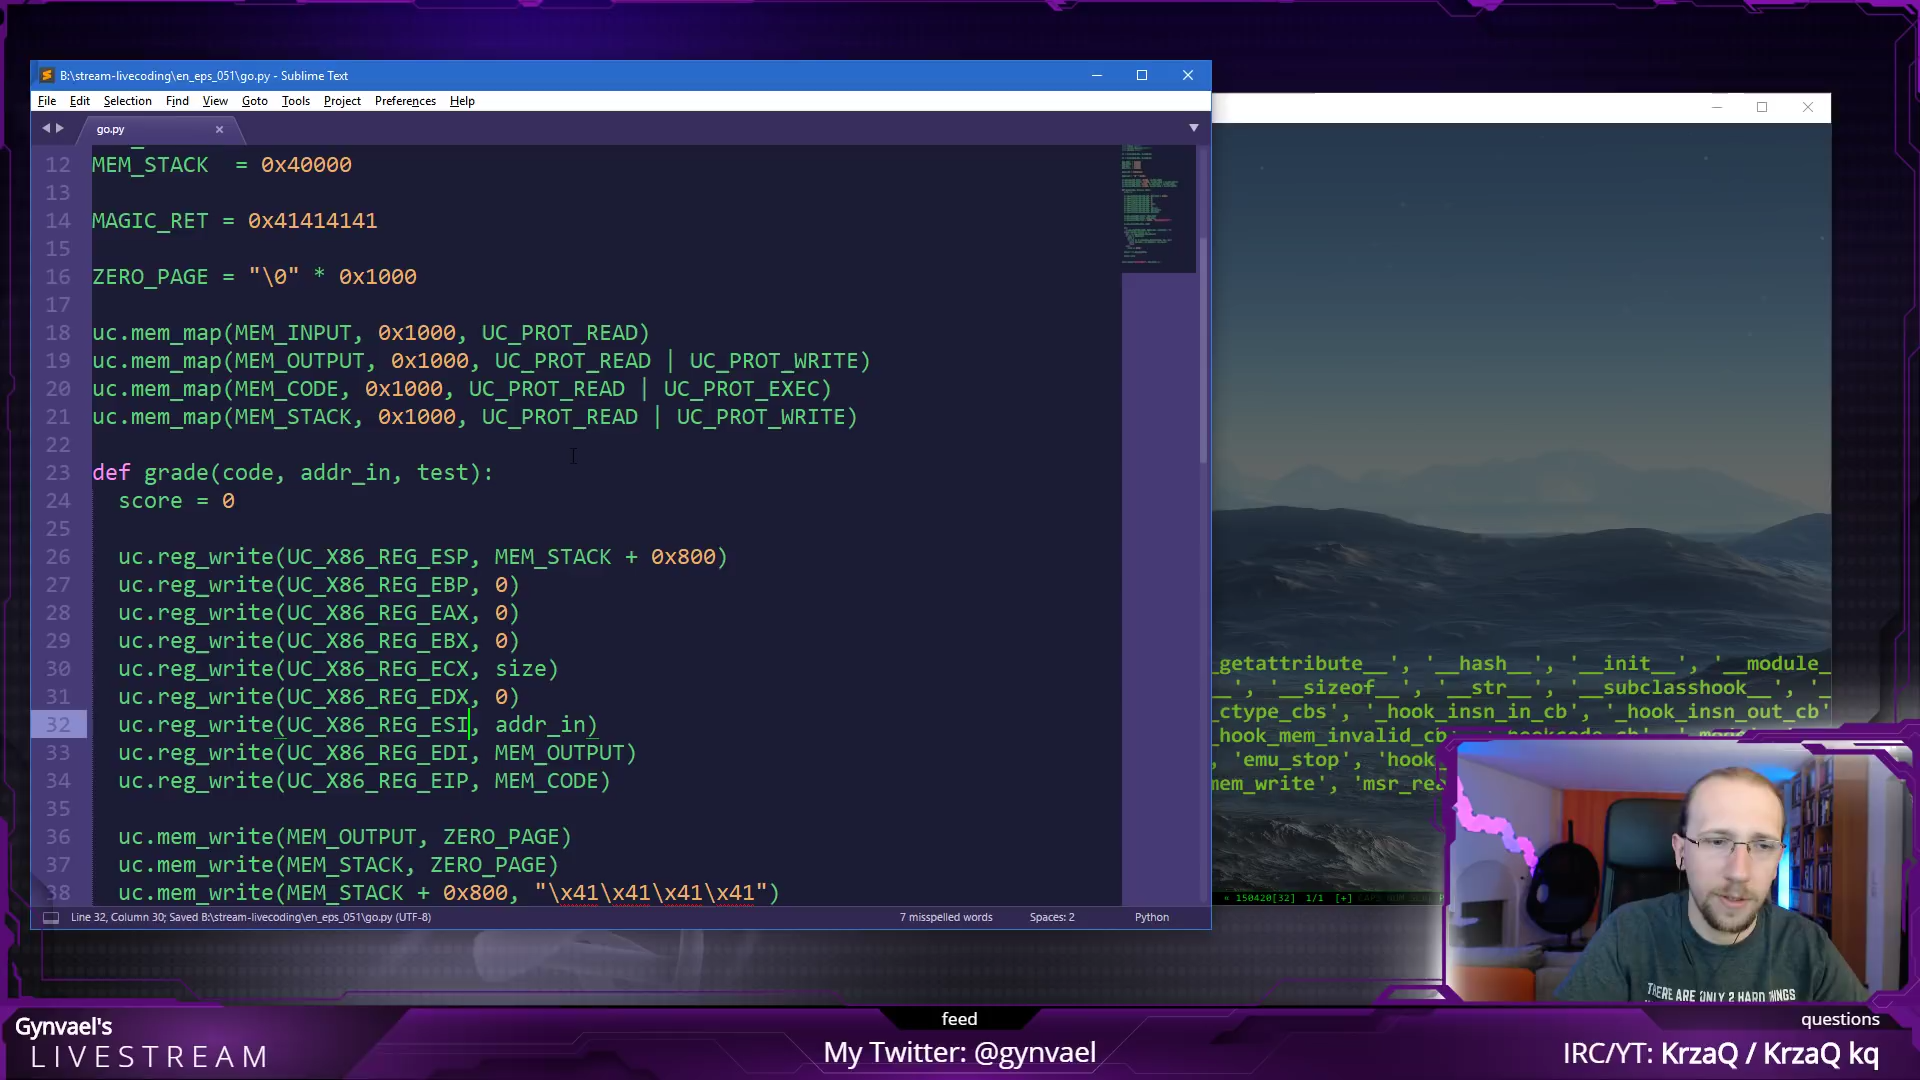 B:\stream-livecoding\en_eps_051\go.py - Sublime Text
File Edit Selection Find View Goto Tools Project Preferences Help
go.py
12 MEM_STACK = 0x40000
13
14 MAGIC_RET = 0x41414141
15
16 ZERO_PAGE = "\0" * 0x1000
17
18 uc.mem_map(MEM_INPUT, 0x1000, UC_PROT_READ)
19 uc.mem_map(MEM_OUTPUT, 0x1000, UC_PROT_READ | UC_PROT_WRITE)
20 uc.mem_map(MEM_CODE, 0x1000, UC_PROT_READ | UC_PROT_EXEC)
21 uc.mem_map(MEM_STACK, 0x1000, UC_PROT_READ | UC_PROT_WRITE)
22
23 def grade(code, addr_in, test):
24 score = 0
25
26 uc.reg_write(UC_X86_REG_ESP, MEM_STACK + 0x800)
27 uc.reg_write(UC_X86_REG_EBP, 0)
28 uc.reg_write(UC_X86_REG_EAX, 0)
29 uc.reg_write(UC_X86_REG_EBX, 0)
30 uc.reg_write(UC_X86_REG_ECX, size)
31 uc.reg_write(UC_X86_REG_EDX, 0)
32 uc.reg_write(UC_X86_REG_ESI, addr_in)
33 uc.reg_write(UC_X86_REG_EDI, MEM_OUTPUT)
34 uc.reg_write(UC_X86_REG_EIP, MEM_CODE)
35
36 uc.mem_write(MEM_OUTPUT, ZERO_PAGE)
37 uc.mem_write(MEM_STACK, ZERO_PAGE)
38 uc.mem_write(MEM_STACK + 0x800, "\x41\x41\x41\x41")
Line 32, Column 30; Saved B:\stream-livecoding\en_eps_051\go.py (UTF-8) 7 misspelled words Spaces: 2 Python
_getattribute__', '__hash__', '__init__', '__module_
__', '__sizeof__', '__str__', '__subclasshook__', '_
_ctype_cbs', '_hook_insn_in_cb', '_hook_insn_out_cb'
_hook_mem_invalid_cb
, 'emu_stop', 'hook_
mem_write', 'msr_rea
« 150420[32] 1/1 [+]
THERE ARE ONLY 2 HARD THINGS
Gynvael's
LIVESTREAM
feed
My Twitter: @gynvael
questions
IRC/YT: KrzaQ / KrzaQ kq